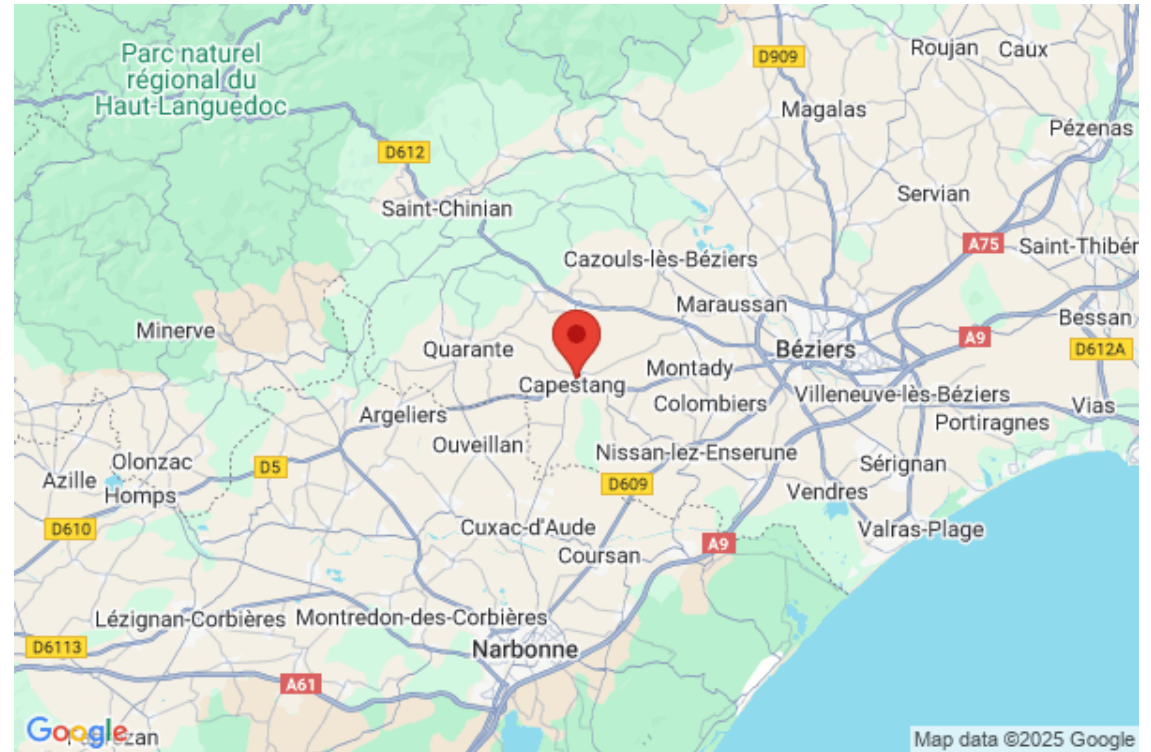 Parc naturel
régional du
Haut-Languedoc
D909
Roujan
Caux
Magalas
Pézenas
D612
Saint-Chinian
Servian
A75
Saint-Thibér
Cazouls-lès-Béziers
Maraussan
Bessan
Minerve
A9
Quarante
Béziers
D612A
Capestang
Montady
Villeneuve-lès-Béziers
Colombiers
Vias
Argeliers
Portiragnes
Ouveillan
Nissan-lez-Enserune
Olonzac
D5
Sérignan
Azille
Homps
D609
Vendres
D610
Cuxac-d'Aude
Valras-Plage
A9
Coursan
Lézignan-Corbières
Montredon-des-Corbières
D6113
Narbonne
A61
Google
Map data ©2025 Google